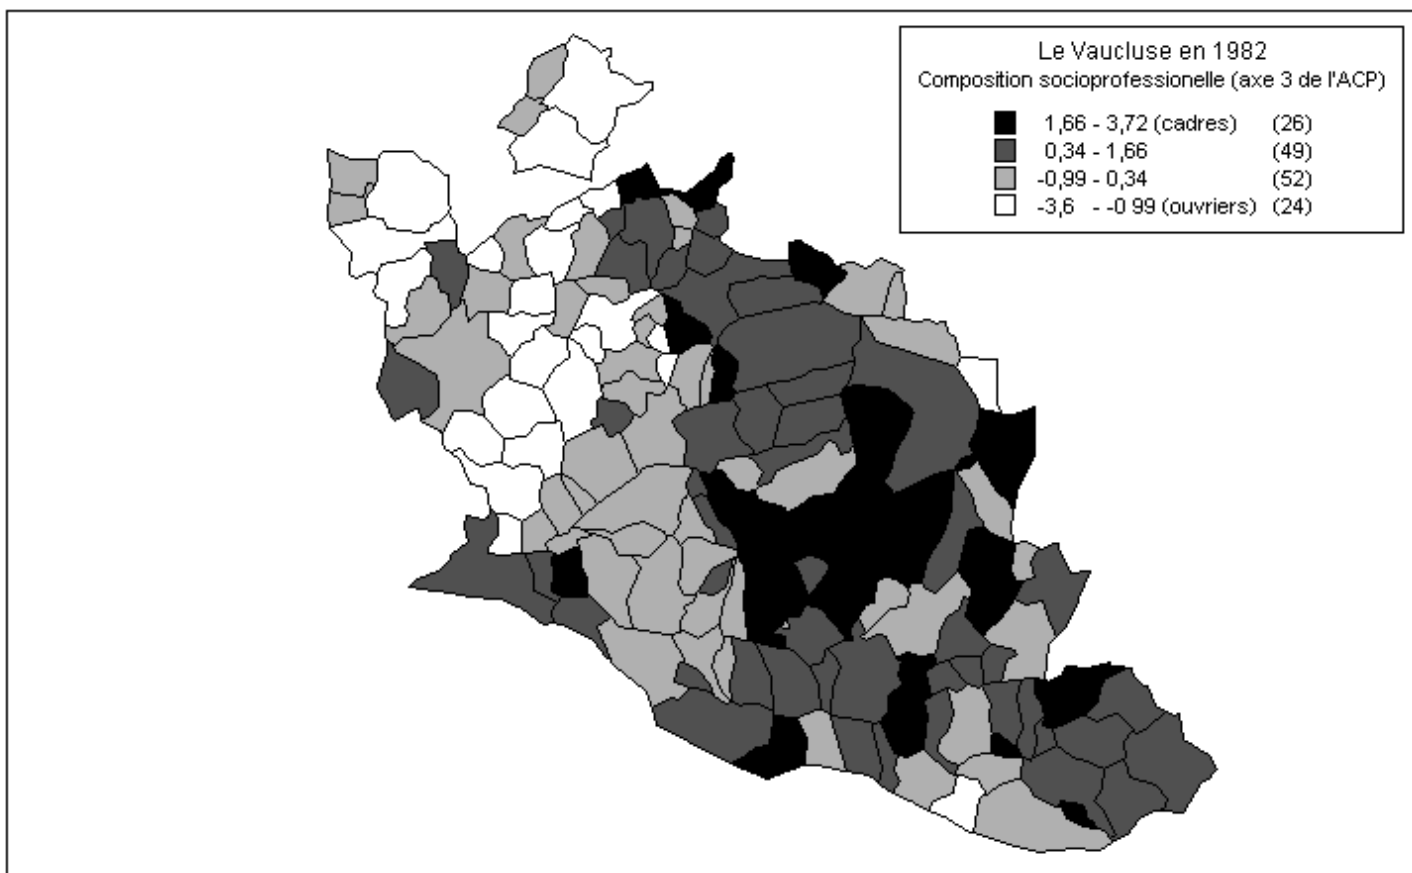 Le Vaucluse en 1982
Composition socioprofessionelle (axe 3 de l'ACP)
1,66 - 3,72 (cadres) (26)
0,34 - 1,66 (49)
-0,99 - 0,34 (52)
-3,6 - -0 99 (ouvriers) (24)